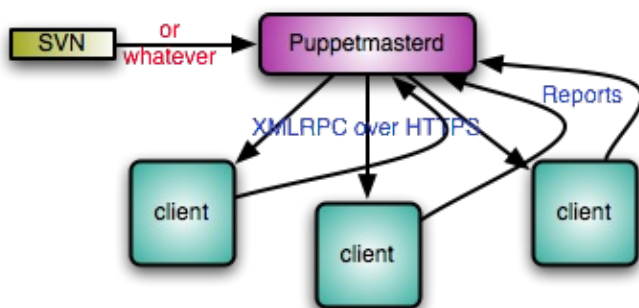 SVN
or
whatever
Puppetmasterd
XMLRPC over HTTPS
Reports
client
client
client